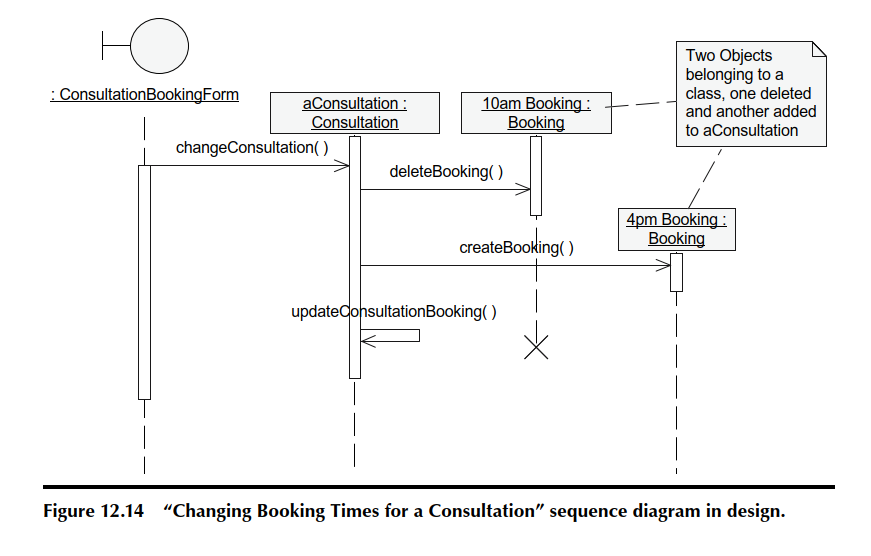 Two Objects
belonging to a
class, one deleted
and another added
to aConsultation
: ConsultationBookingForm
aConsultation :
Consultation
10am Booking :
Booking
changeConsultation( )
deleteBooking( )
4pm Booking :
Booking
createBooking( )
updateConsultationBooking( )
Figure 12.14 “Changing Booking Times for a Consultation” sequence diagram in design.